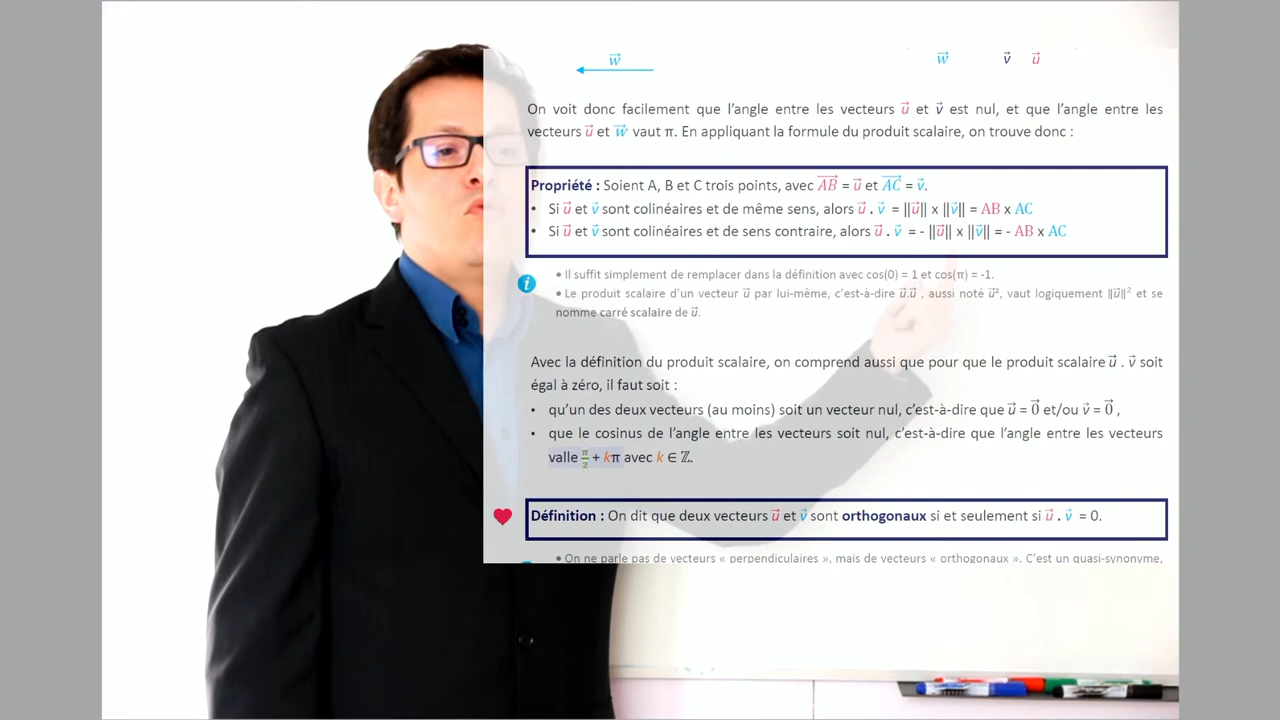 w⃗ w⃗ v⃗ u⃗
On voit donc facilement que l'angle entre les vecteurs u⃗ et v⃗ est nul, et que l'angle entre les
vecteurs u⃗ et w⃗ vaut π. En appliquant la formule du produit scalaire, on trouve donc :
Propriété : Soient A, B et C trois points, avec AB⃗ = u⃗ et AC⃗ = v⃗.
• Si u⃗ et v⃗ sont colinéaires et de même sens, alors u⃗ . v⃗ = ||u⃗|| x ||v⃗|| = AB x AC
• Si u⃗ et v⃗ sont colinéaires et de sens contraire, alors u⃗ . v⃗ = - ||u⃗|| x ||v⃗|| = - AB x AC
i • Il suffit simplement de remplacer dans la définition avec cos(0) = 1 et cos(π) = -1.
• Le produit scalaire d'un vecteur u⃗ par lui-même, c'est-à-dire u⃗.u⃗ , aussi noté u⃗², vaut logiquement ||u⃗||² et se
nomme carré scalaire de u⃗.
Avec la définition du produit scalaire, on comprend aussi que pour que le produit scalaire u⃗ . v⃗ soit
égal à zéro, il faut soit :
• qu'un des deux vecteurs (au moins) soit un vecteur nul, c'est-à-dire que u⃗ = 0⃗ et/ou v⃗ = 0⃗ ,
• que le cosinus de l'angle entre les vecteurs soit nul, c'est-à-dire que l'angle entre les vecteurs
valle π/2 + kπ avec k ∈ ℤ.
Définition : On dit que deux vecteurs u⃗ et v⃗ sont orthogonaux si et seulement si u⃗ . v⃗ = 0.
• On ne parle pas de vecteurs « perpendiculaires », mais de vecteurs « orthogonaux ». C'est un quasi-synonyme,